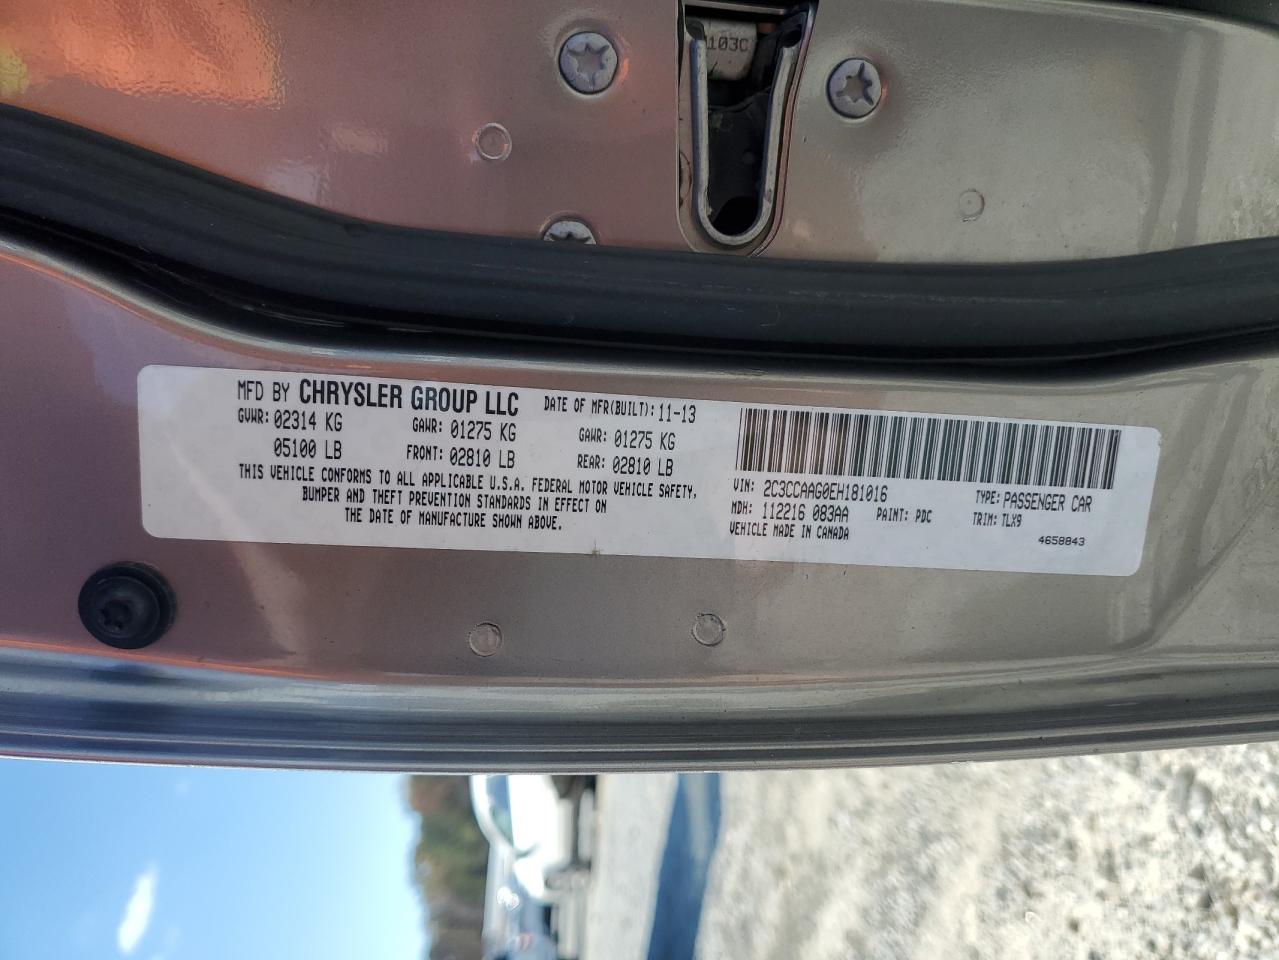 103C
MFD BY CHRYSLER GROUP LLC DATE OF MFR(BUILT): 11-13
GVWR: 02314 KG GAWR: 01275 KG GAWR: 01275 KG
05100 LB FRONT: 02810 LB REAR: 02810 LB
THIS VEHICLE CONFORMS TO ALL APPLICABLE U.S.A. FEDERAL MOTOR VEHICLE SAFETY,
BUMPER AND THEFT PREVENTION STANDARDS IN EFFECT ON
THE DATE OF MANUFACTURE SHOWN ABOVE.
VIN: 2C3CCAAG0EH181016 TYPE: PASSENGER CAR
MDH: 112216 083AA PAINT: PDC TRIM: TLX9
VEHICLE MADE IN CANADA 4658843